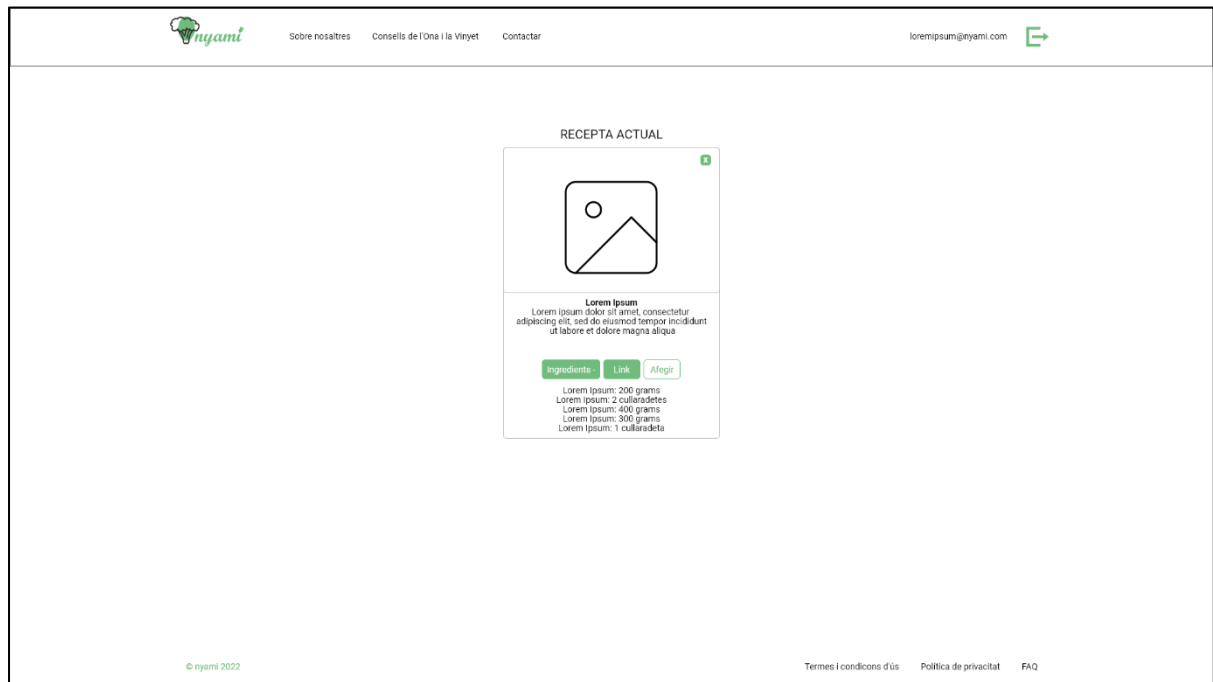 nyami
Sobre nosaltres
Consells de l'Ona i la Vinyet
Contactar
loremipsum@nyami.com
RECEPTA ACTUAL
x
Lorem Ipsum
Lorem ipsum dolor sit amet, consectetur
adipiscing elit, sed do eiusmod tempor incididunt
ut labore et dolore magna aliqua
Ingredients -
Link
Afegir
Lorem Ipsum: 200 grams
Lorem Ipsum: 2 cullaradetes
Lorem Ipsum: 400 grams
Lorem Ipsum: 300 grams
Lorem Ipsum: 1 cullaradeta
© nyami 2022
Termes i condicons d'ús
Política de privacitat
FAQ